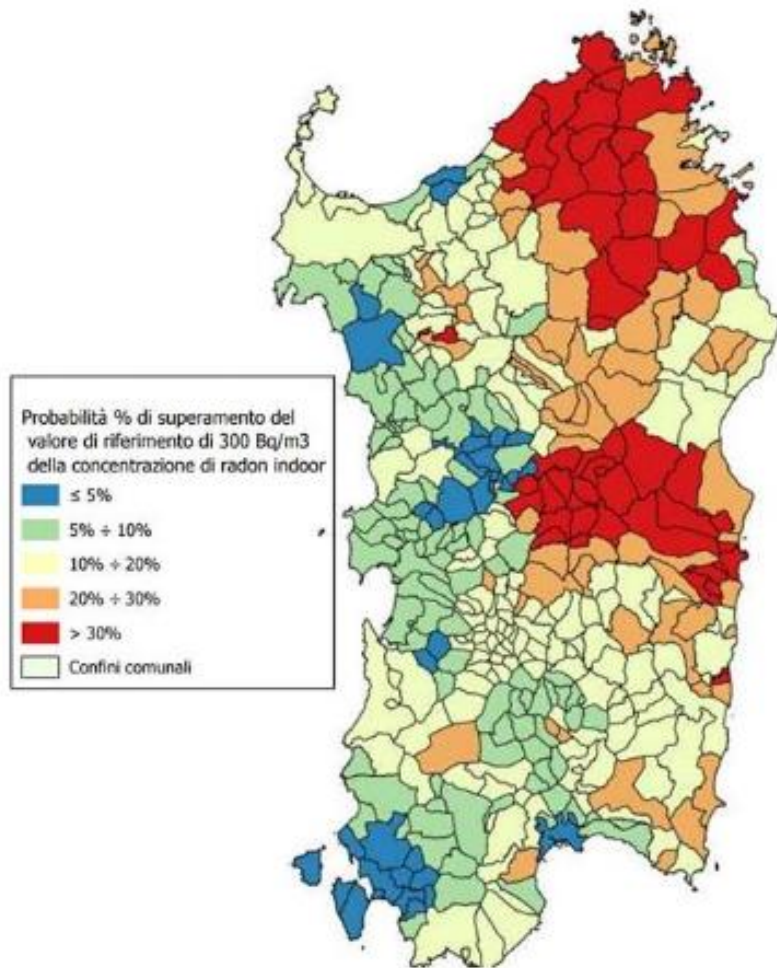 Probabilità % di superamento del
valore di riferimento di 300 Bq/m3
della concentrazione di radon indoor
≤ 5%
5% ÷ 10%
10% ÷ 20%
20% ÷ 30%
> 30%
Confini comunali